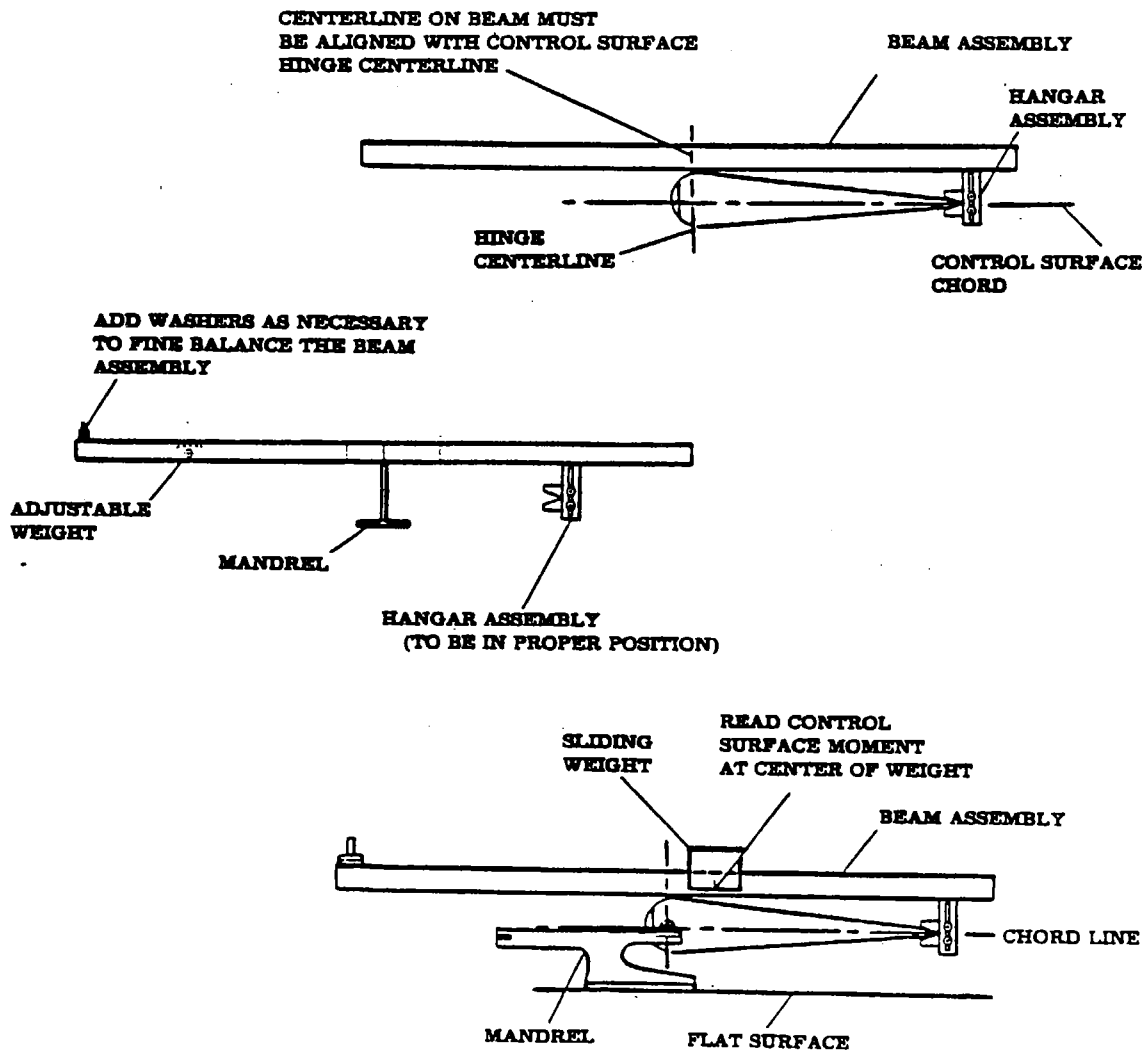 CENTERLINE ON BEAM MUST
BE ALIGNED WITH CONTROL SURFACE
HINGE CENTERLINE
BEAM ASSEMBLY
HANGAR
ASSEMBLY
HINGE
CENTERLINE
CONTROL SURFACE
CHORD
ADD WASHERS AS NECESSARY
TO FINE BALANCE THE BEAM
ASSEMBLY
ADJUSTABLE
WEIGHT
MANDREL
HANGAR ASSEMBLY
(TO BE IN PROPER POSITION)
SLIDING
WEIGHT
READ CONTROL
SURFACE MOMENT
AT CENTER OF WEIGHT
BEAM ASSEMBLY
CHORD LINE
MANDREL
FLAT SURFACE